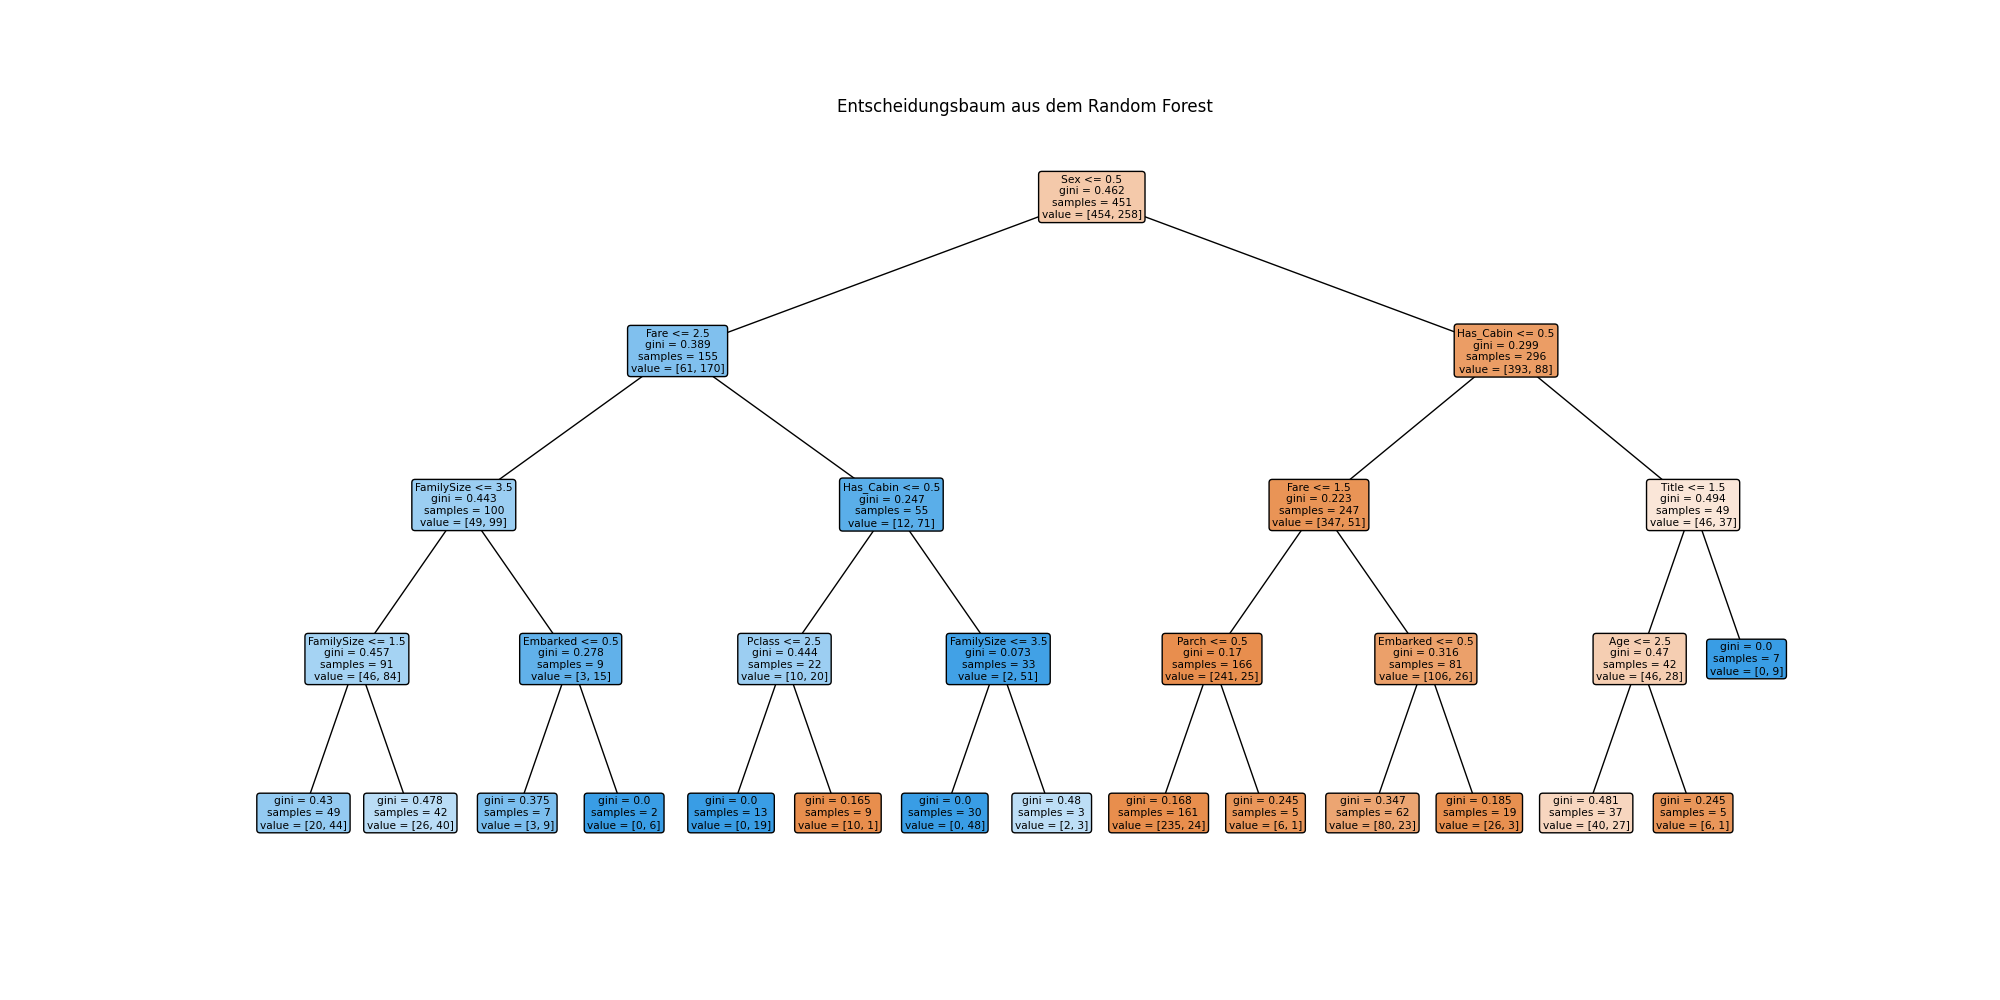 Entscheidungsbaum aus dem Random Forest
Sex <= 0.5
gini = 0.462
samples = 451
value = [454, 258]
Fare <= 2.5
gini = 0.389
samples = 155
value = [61, 170]
Has_Cabin <= 0.5
gini = 0.299
samples = 296
value = [393, 88]
FamilySize <= 3.5
gini = 0.443
samples = 100
value = [49, 99]
Has_Cabin <= 0.5
gini = 0.247
samples = 55
value = [12, 71]
Fare <= 1.5
gini = 0.223
samples = 247
value = [347, 51]
Title <= 1.5
gini = 0.494
samples = 49
value = [46, 37]
FamilySize <= 1.5
gini = 0.457
samples = 91
value = [46, 84]
Embarked <= 0.5
gini = 0.278
samples = 9
value = [3, 15]
Pclass <= 2.5
gini = 0.444
samples = 22
value = [10, 20]
FamilySize <= 3.5
gini = 0.073
samples = 33
value = [2, 51]
Parch <= 0.5
gini = 0.17
samples = 166
value = [241, 25]
Embarked <= 0.5
gini = 0.316
samples = 81
value = [106, 26]
Age <= 2.5
gini = 0.47
samples = 42
value = [46, 28]
gini = 0.0
samples = 7
value = [0, 9]
gini = 0.43
samples = 49
value = [20, 44]
gini = 0.478
samples = 42
value = [26, 40]
gini = 0.375
samples = 7
value = [3, 9]
gini = 0.0
samples = 2
value = [0, 6]
gini = 0.0
samples = 13
value = [0, 19]
gini = 0.165
samples = 9
value = [10, 1]
gini = 0.0
samples = 30
value = [0, 48]
gini = 0.48
samples = 3
value = [2, 3]
gini = 0.168
samples = 161
value = [235, 24]
gini = 0.245
samples = 5
value = [6, 1]
gini = 0.347
samples = 62
value = [80, 23]
gini = 0.185
samples = 19
value = [26, 3]
gini = 0.481
samples = 37
value = [40, 27]
gini = 0.245
samples = 5
value = [6, 1]